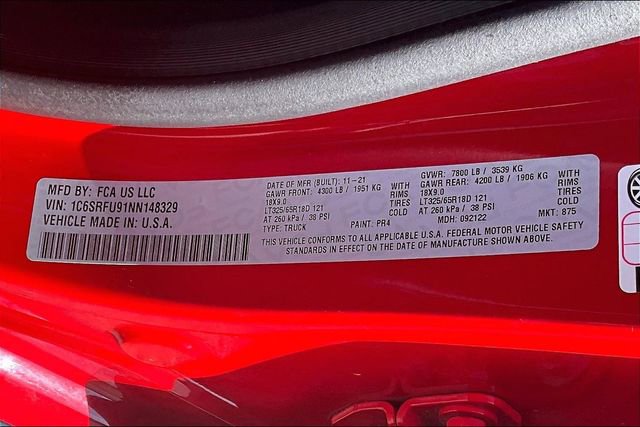 MFD BY: FCA US LLC
VIN: 1C6SRFU91NN148329
VEHICLE MADE IN: U.S.A.
DATE OF MFR (BUILT): 11-21
GAWR FRONT: 4300 LB / 1951 KG
18X9.0
LT325/65R18D 121
AT 260 kPa / 38 PSI
TYPE: TRUCK
WITH
RIMS
TIRES
COLD
PAINT: PR4
GVWR: 7800 LB / 3539 KG
GAWR REAR: 4200 LB / 1906 KG
18X9.0
LT325/65R18D 121
AT 260 kPa / 38 PSI
MDH: 092122
WITH
RIMS
TIRES
COLD
MKT: 875
THIS VEHICLE CONFORMS TO ALL APPLICABLE U.S.A. FEDERAL MOTOR VEHICLE SAFETY
STANDARDS IN EFFECT ON THE DATE OF MANUFACTURE SHOWN ABOVE.